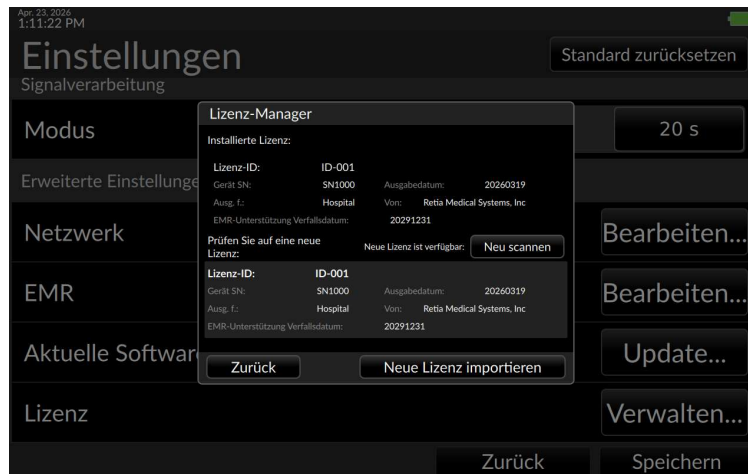 Apr. 23, 2026
1:11:22 PM
Einstellungen
Standard zurücksetzen
Signalverarbeitung
Modus
20 s
Erweiterte Einstellunge
Netzwerk
Bearbeiten...
EMR
Bearbeiten...
Aktuelle Softwar
Update...
Lizenz
Verwalten...
Zurück
Speichern
Lizenz-Manager
Installierte Lizenz:
Lizenz-ID: ID-001
Gerät SN: SN1000 Ausgabedatum: 20260319
Ausg. f.: Hospital Von: Retia Medical Systems, Inc
EMR-Unterstützung Verfallsdatum: 20291231
Prüfen Sie auf eine neue
Lizenz:
Neue Lizenz ist verfügbar: Neu scannen
Lizenz-ID: ID-001
Gerät SN: SN1000 Ausgabedatum: 20260319
Ausg. f.: Hospital Von: Retia Medical Systems, Inc
EMR-Unterstützung Verfallsdatum: 20291231
Zurück
Neue Lizenz importieren